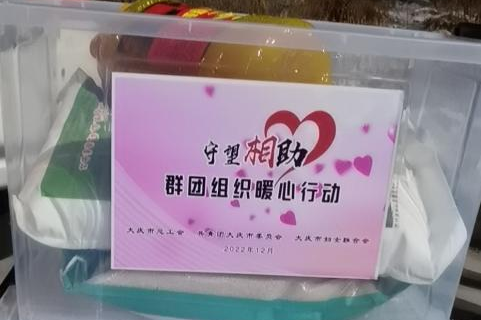 守望相助
群团组织暖心行动
大庆市总工会 共青团大庆市委员会 大庆市妇女联合会
2022年12月